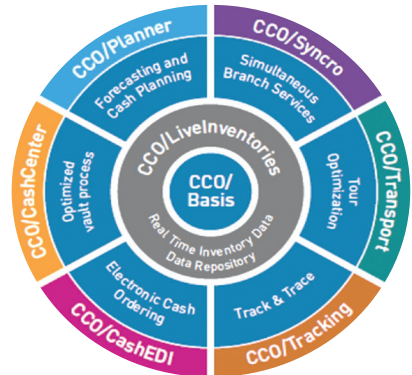 CCO/Planner
Forecasting and
Cash Planning
CCO/Syncro
Simultaneous
Branch Services
CCO/CashCenter
Optimized
vault process
CCO/LiveInventories
CCO/
Basis
Real Time Inventory Data
Data Repository
Tour
Optimization
CCO/Transport
Electronic Cash
Ordering
CCO/CashEDI
Track & Trace
CCO/Tracking